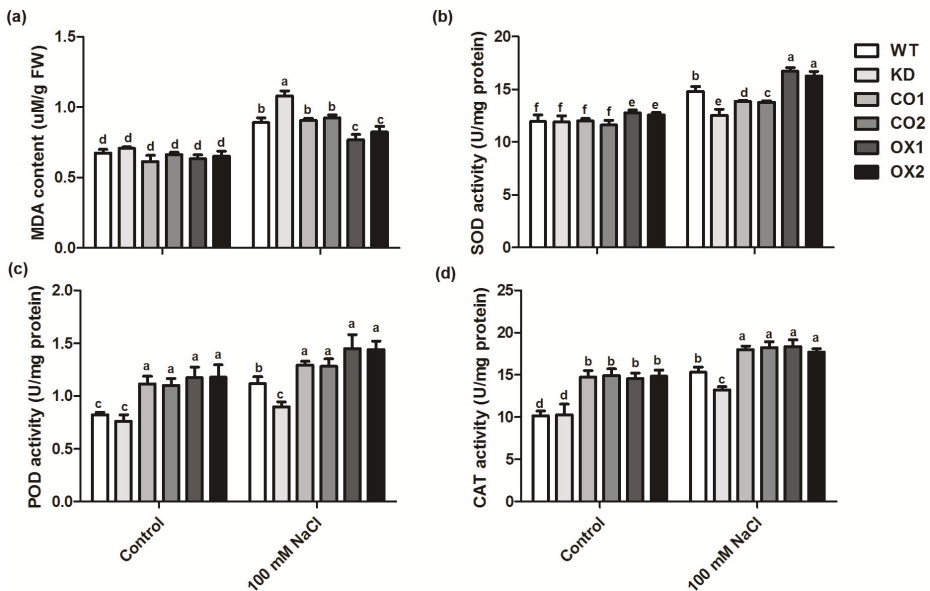 (a)
MDA content (uM/g FW)
1.5
1.0
0.5
0.0
d d d d d d
b a b b c c
(b)
SOD activity (U/mg protein)
20
15
10
5
0
f f f f e e
b e d c a a
WT
KD
CO1
CO2
OX1
OX2
(c)
POD activity (U/mg protein)
2.0
1.5
1.0
0.5
0.0
c c a a a a
b c a a a a
Control
100 mM NaCl
(d)
CAT activity (U/mg protein)
25
20
15
10
5
0
d d b b b b
b c a a a a
Control
100 mM NaCl